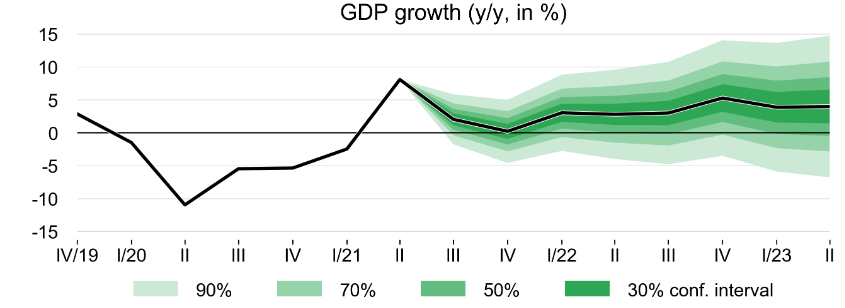 GDP growth (y/y, in %)
15
10
5
0
-5
-10
-15
IV/19 I/20 II III IV I/21 II III IV I/22 II III IV I/23 II
90% 70% 50% 30% conf. interval